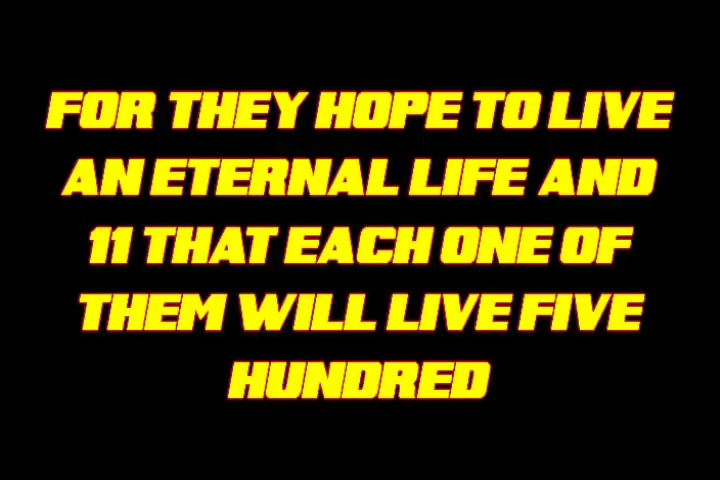 FOR THEY HOPE TO LIVE
AN ETERNAL LIFE AND
11 THAT EACH ONE OF
THEM WILL LIVE FIVE
HUNDRED